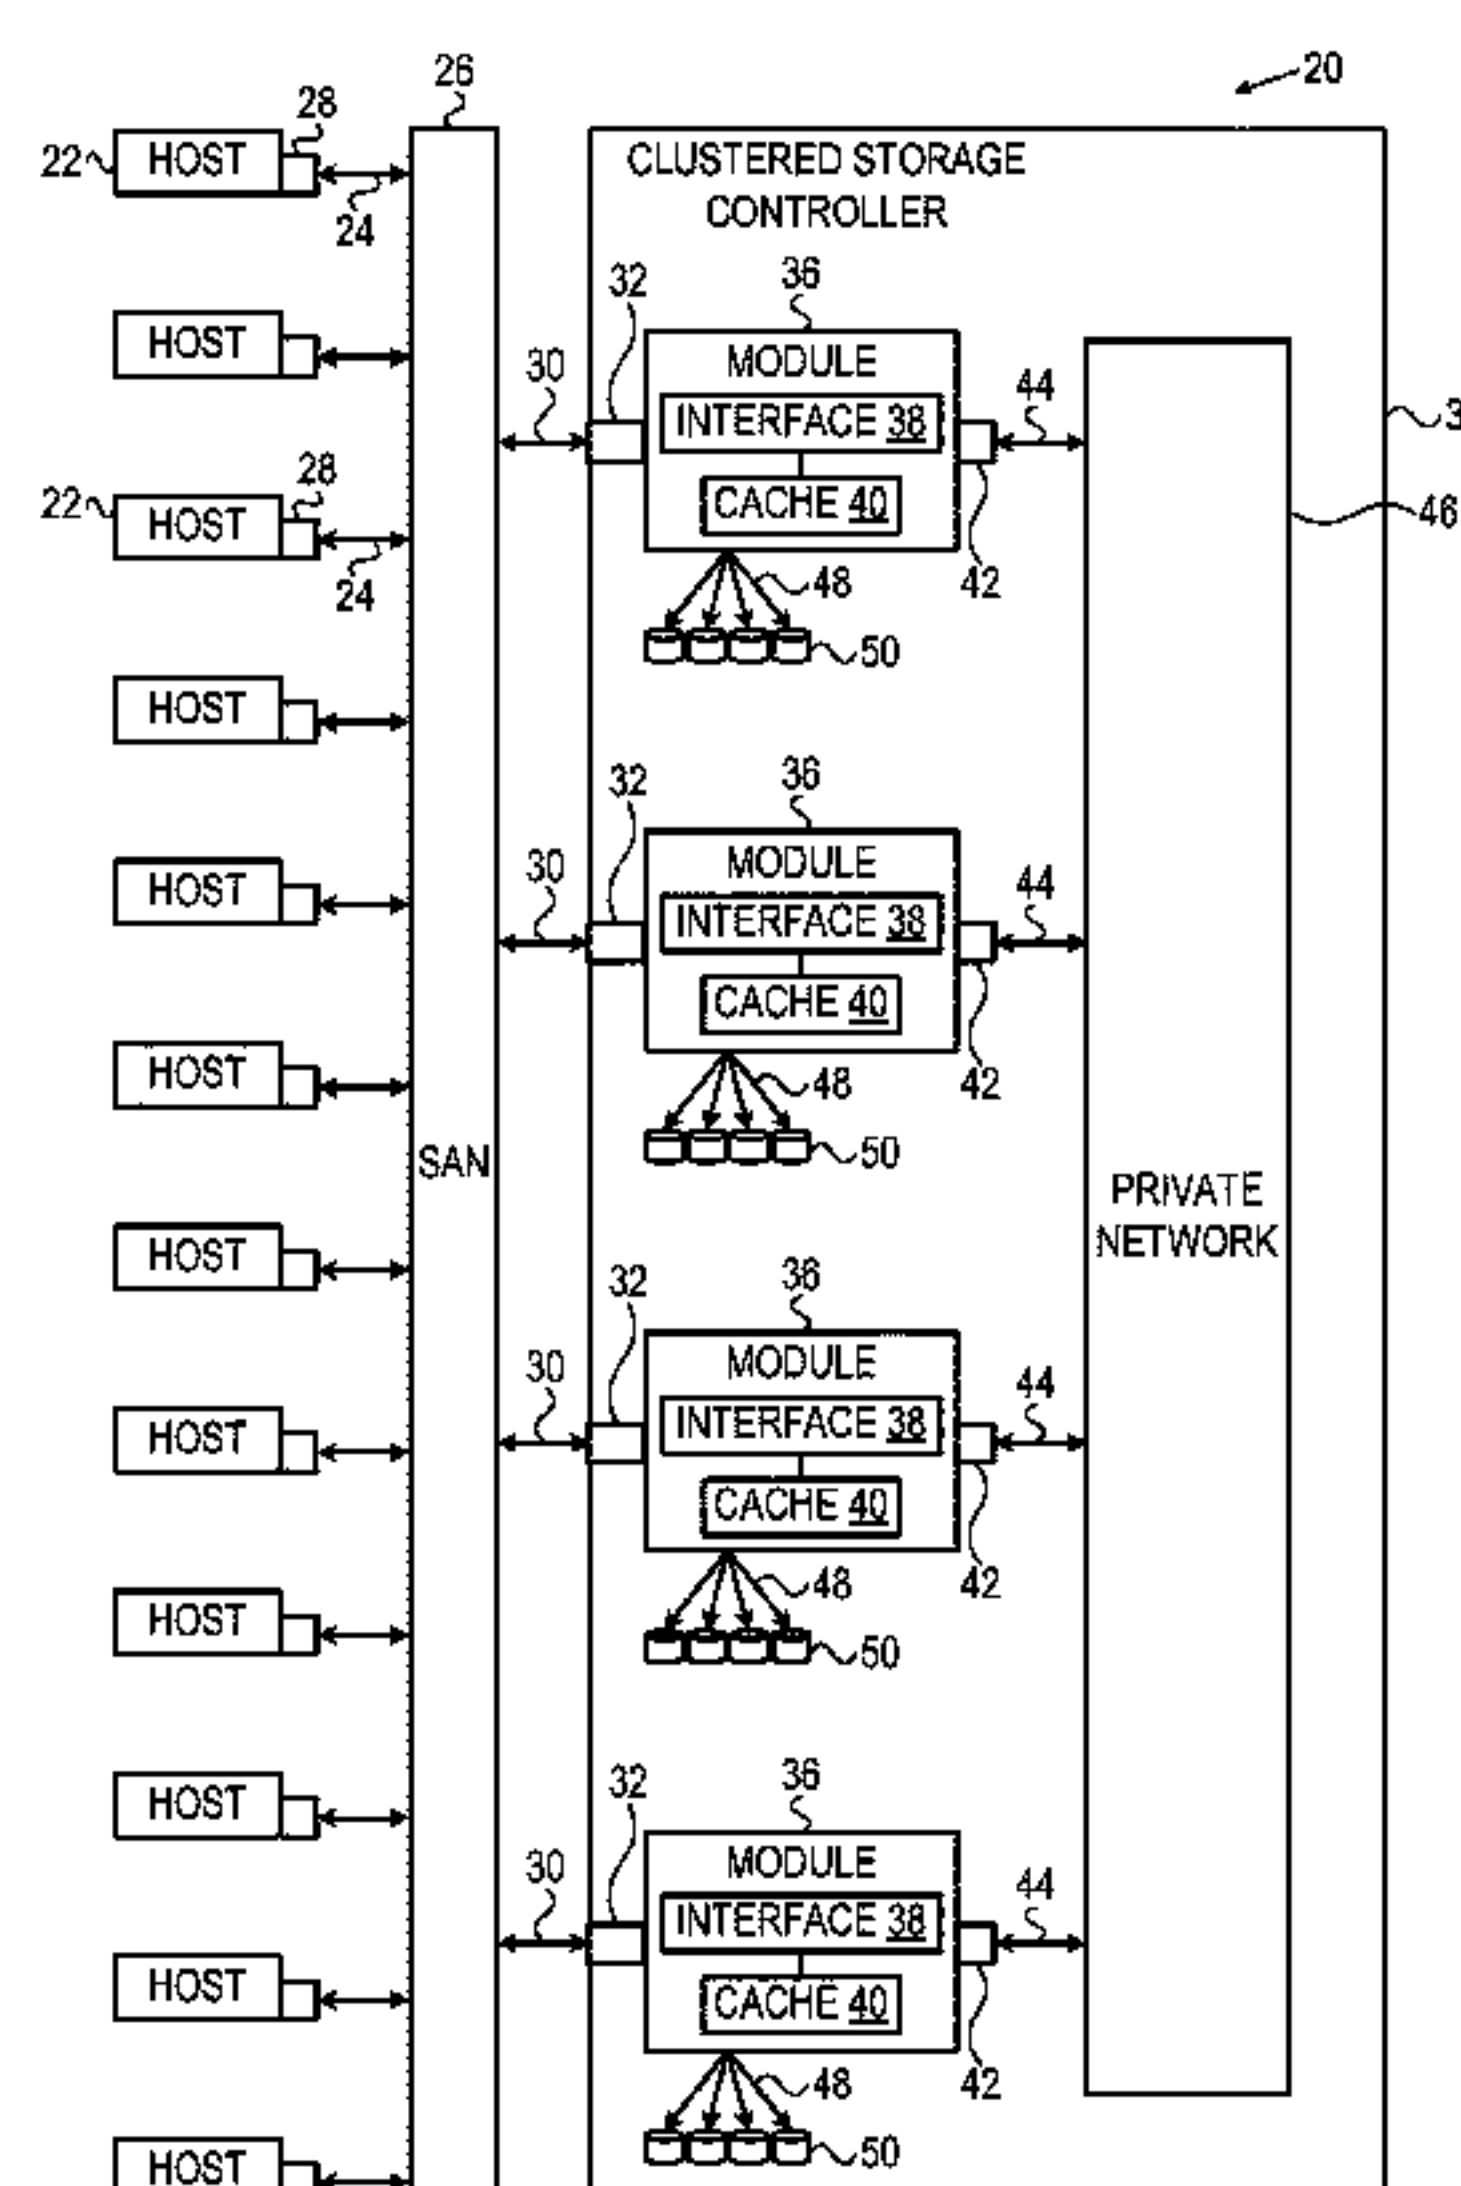 20
26
28
22
HOST
24
CLUSTERED STORAGE
CONTROLLER
HOST
32
36
30
MODULE
INTERFACE 38
CACHE 40
44
42
46
48
50
22
HOST
28
24
HOST
HOST
32
36
30
MODULE
INTERFACE 38
CACHE 40
44
42
48
50
HOST
SAN
PRIVATE
NETWORK
HOST
32
36
30
MODULE
INTERFACE 38
CACHE 40
44
42
48
50
HOST
HOST
HOST
32
36
30
MODULE
INTERFACE 38
CACHE 40
44
42
48
50
HOST
HOST